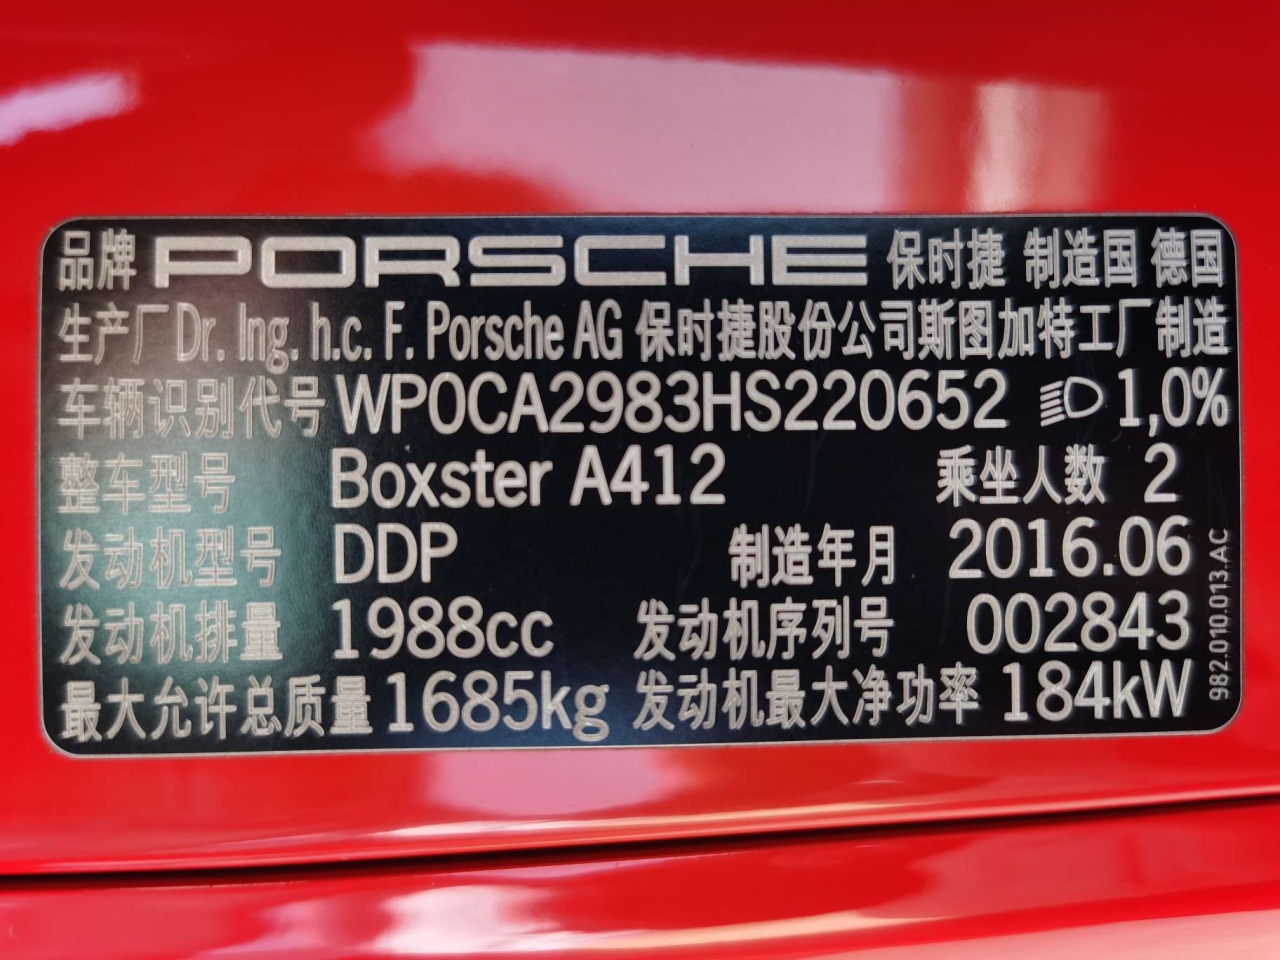 品牌 PORSCHE 保时捷 制造国 德国
生产厂 Dr. Ing. h.c. F. Porsche AG 保时捷股份公司斯图加特工厂制造
车辆识别代号 WP0CA2983HS220652 1,0%
整车型号 Boxster A412 乘坐人数 2
发动机型号 DDP 制造年月 2016.06
发动机排量 1988cc 发动机序列号 002843
最大允许总质量 1685kg 发动机最大净功率 184kW
982.010.013.AC